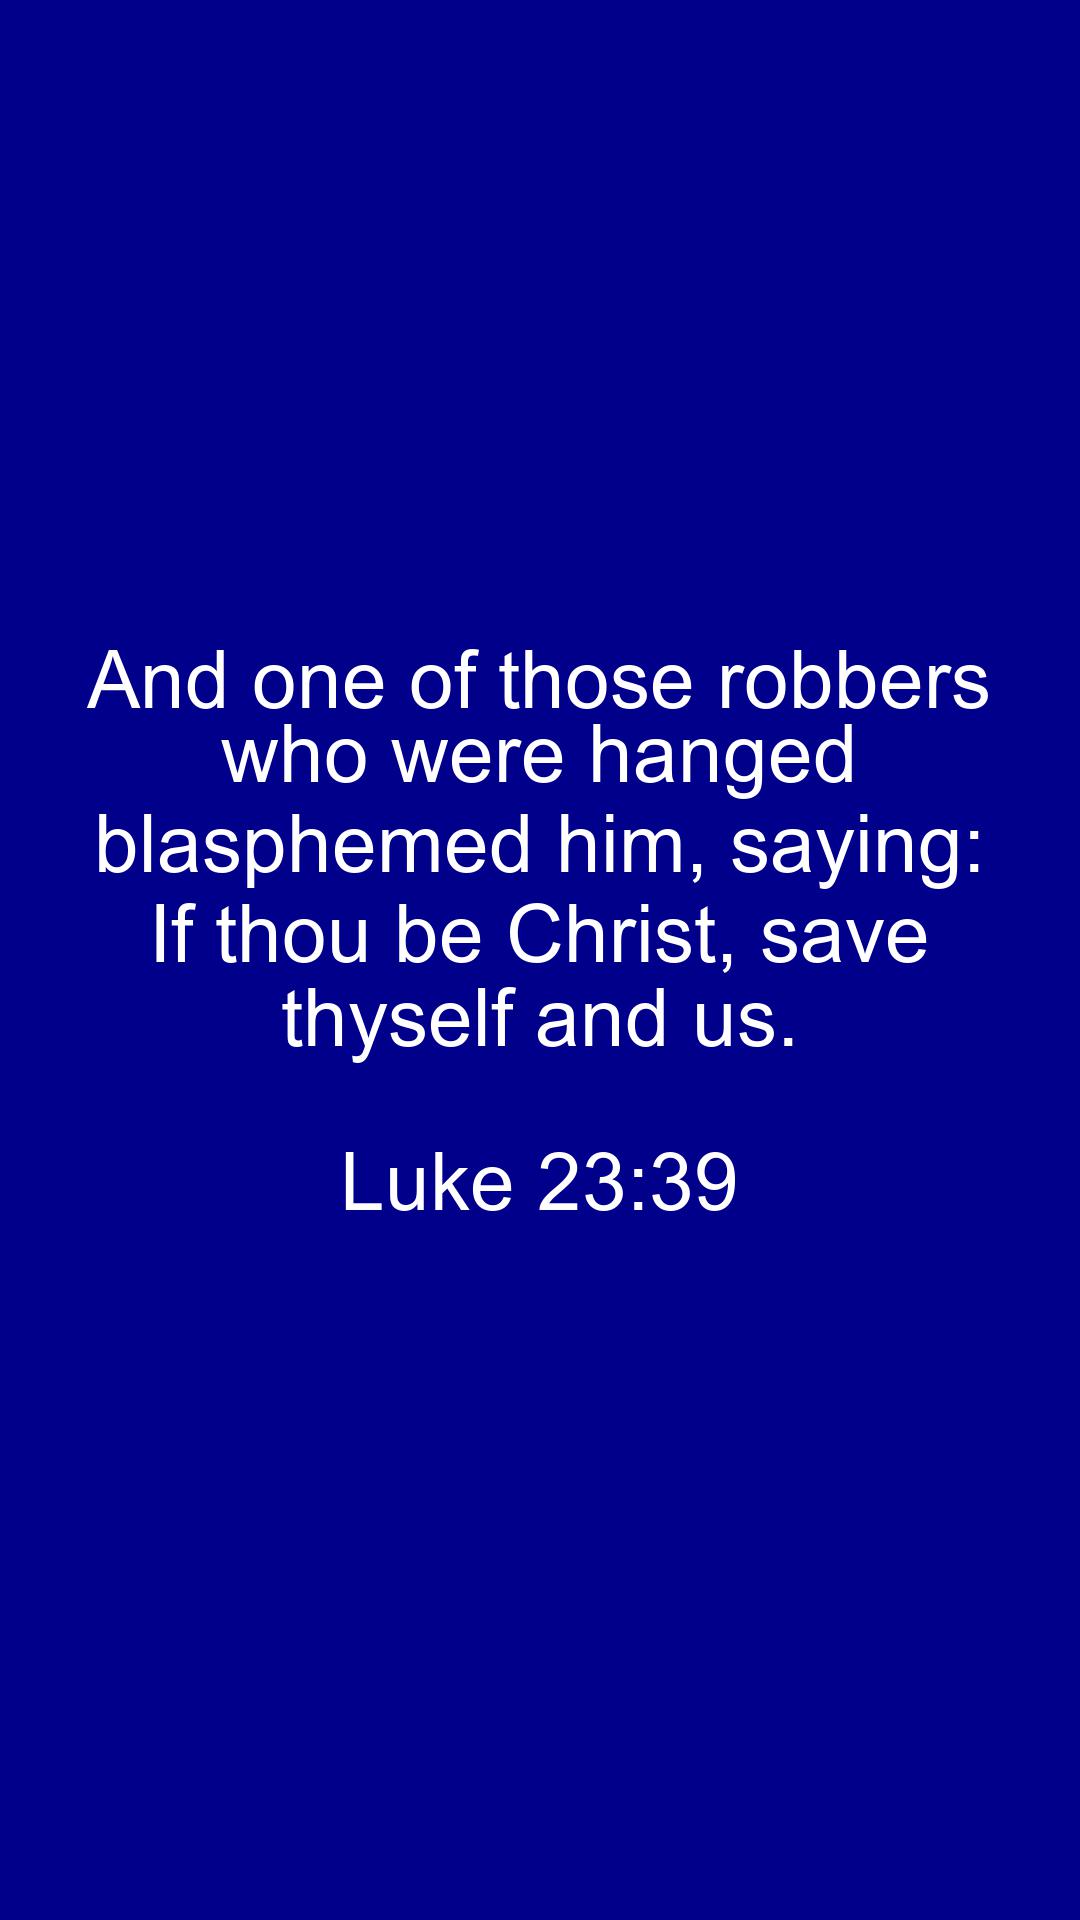 And one of those robbers
who were hanged
blasphemed him, saying:
If thou be Christ, save
thyself and us.
Luke 23:39